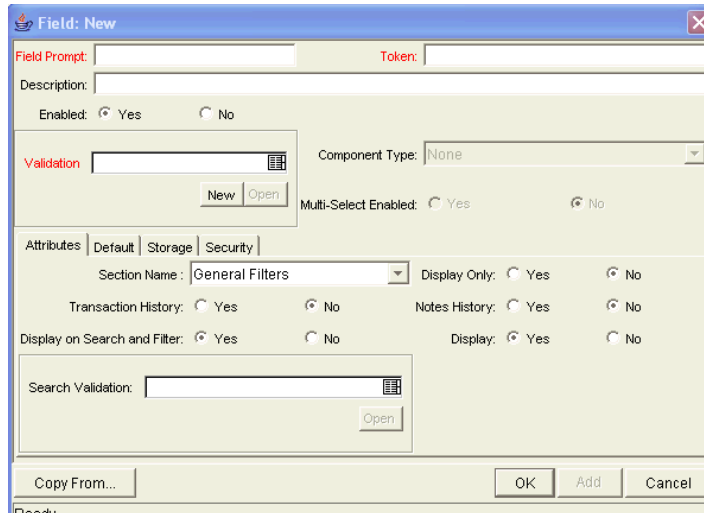 Field: New
Field Prompt: Token:
Description:
Enabled: Yes No
Validation
Component Type: None
New Open
Multi-Select Enabled: Yes No
Attributes Default Storage Security
Section Name : General Filters Display Only: Yes No
Transaction History: Yes No Notes History: Yes No
Display on Search and Filter: Yes No Display: Yes No
Search Validation:
Open
Copy From... OK Add Cancel
Ready